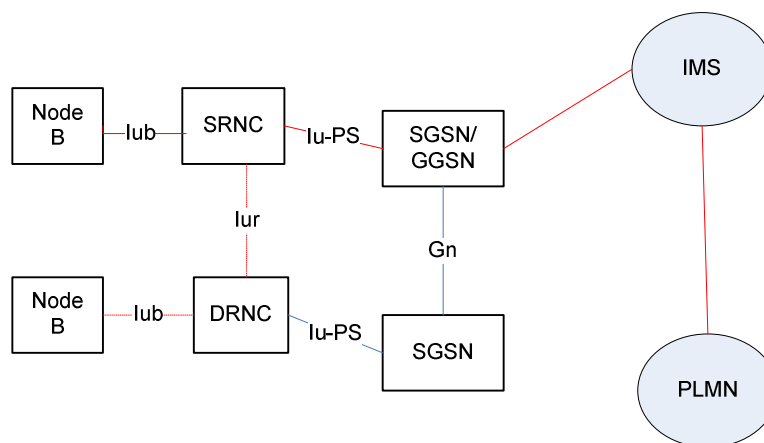 IMS
Node
B
Iub
SRNC
Iu-PS
SGSN/
GGSN
Iur
Gn
Node
B
Iub
DRNC
Iu-PS
SGSN
PLMN